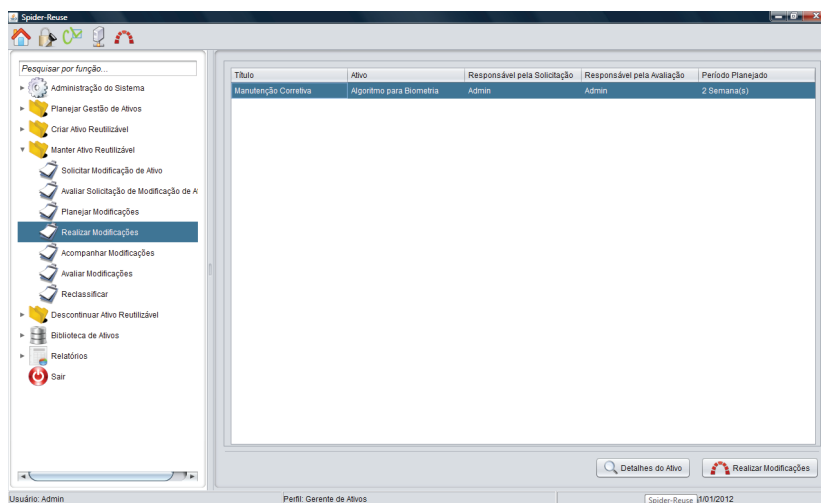 Spider-Reuse
Pesquisar por função...
Administração do Sistema
Planejar Gestão de Ativos
Criar Ativo Reutilizável
Manter Ativo Reutilizável
Solicitar Modificação de Ativo
Avaliar Solicitação de Modificação de A
Planejar Modificações
Realizar Modificações
Acompanhar Modificações
Avaliar Modificações
Reclassificar
Descontinuar Ativo Reutilizável
Biblioteca de Ativos
Relatórios
Sair
Título Ativo Responsável pela Solicitação Responsável pela Avaliação Período Planejado
Manutenção Corretiva Algoritmo para Biometria Admin Admin 2 Semana(s)
Detalhes do Ativo Realizar Modificações
Usuário: Admin Perfil: Gerente de Ativos Spider-Reuse 1/01/2012